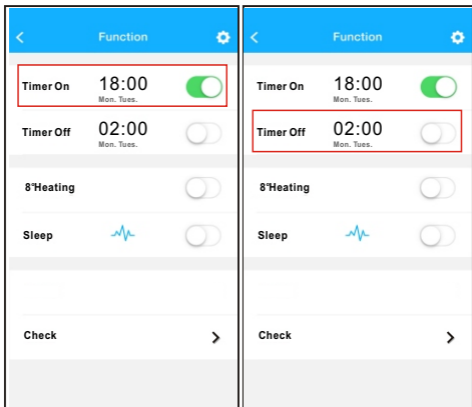 Function
Timer On 18:00
Mon. Tues.
Timer Off 02:00
Mon. Tues.
8°Heating
Sleep
Check
Function
Timer On 18:00
Mon. Tues.
Timer Off 02:00
Mon. Tues.
8°Heating
Sleep
Check